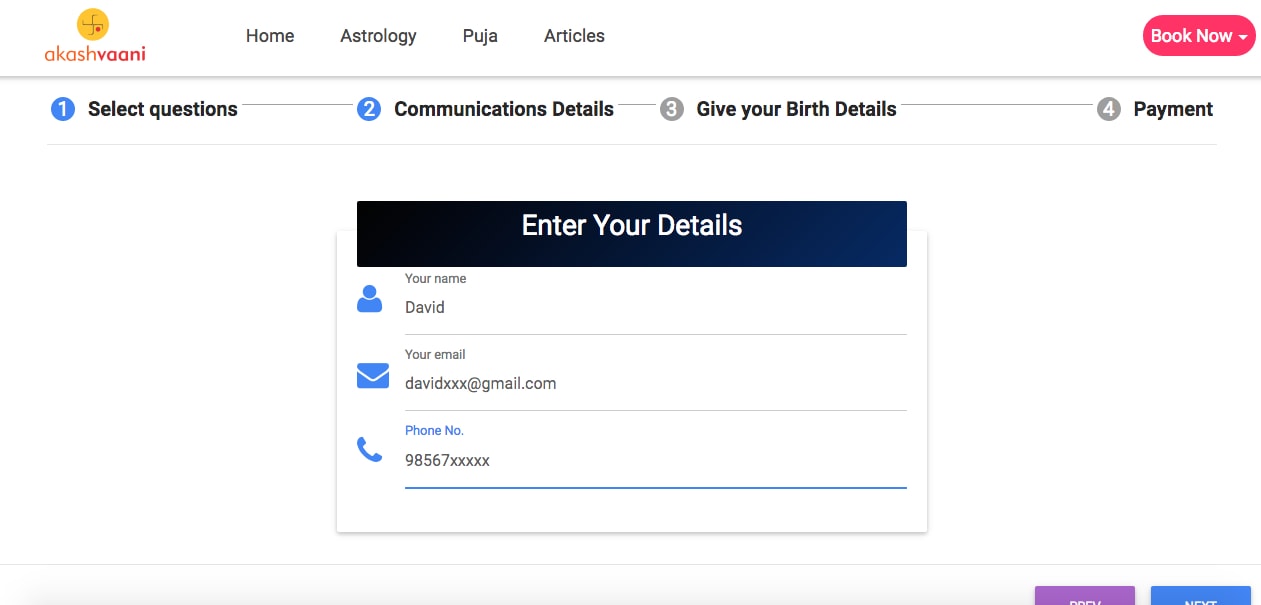 akashvaani
Home Astrology Puja Articles
Book Now
1 Select questions 2 Communications Details 3 Give your Birth Details 4 Payment
Enter Your Details
Your name
David
Your email
davidxxx@gmail.com
Phone No.
98567xxxxx
PREV NEXT